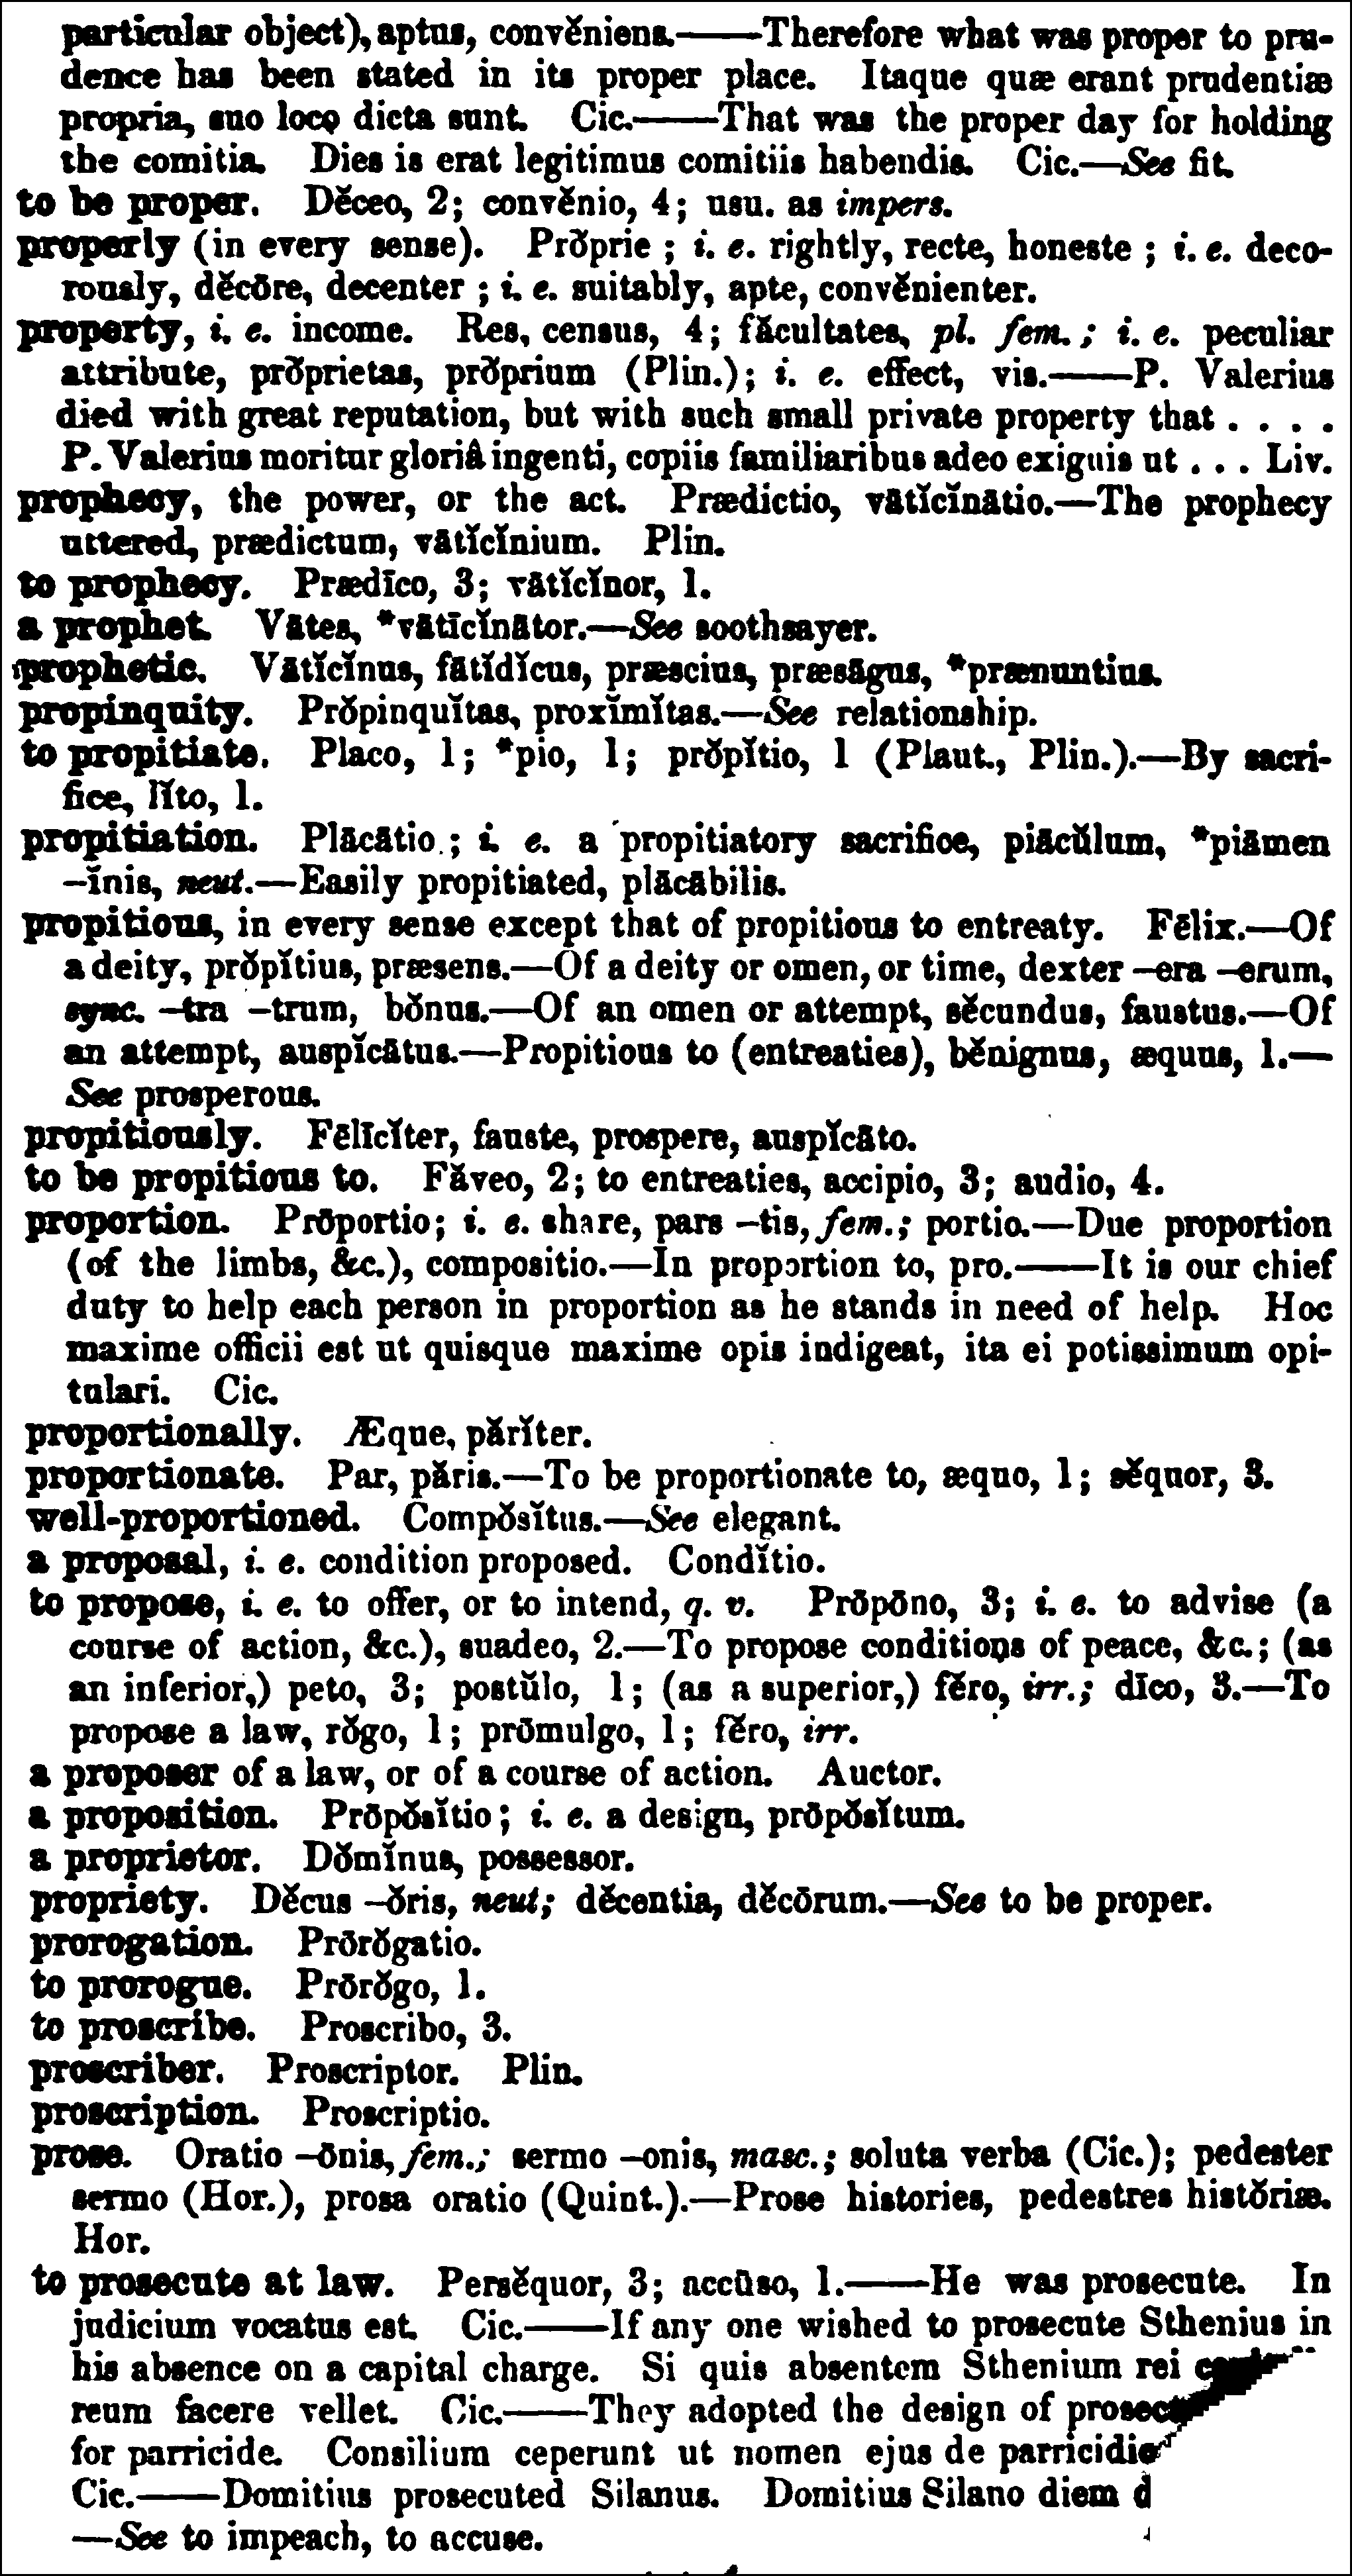 particular object), aptus, convĕniens.——Therefore what was proper to pru-
dence has been stated in its proper place. Itaque quæ erant prudentiæ
propria, suo loco dicta sunt. Cic.——That was the proper day for holding
the comitia. Dies is erat legitimus comitiis habendis. Cic.—See fit.
to be proper. Dĕceo, 2; convĕnio, 4; usu. as impers.
properly (in every sense). Prŏprie; i. e. rightly, recte, honeste; i. e. deco-
rously, dĕcōre, decenter; i. e. suitably, apte, convĕnienter.
property, i. e. income. Res, census, 4; făcultates, pl. fem.; i. e. peculiar
attribute, prŏprietas, prŏprium (Plin.); i. e. effect, vis.——P. Valerius
died with great reputation, but with such small private property that . . . .
P. Valerius moritur gloriâ ingenti, copiis familiaribus adeo exiguis ut . . . Liv.
prophecy, the power, or the act. Prædictio, vātĭcĭnātio.—The prophecy
uttered, prædictum, vātĭcĭnium. Plin.
to prophecy. Prædīco, 3; vātĭcĭnor, 1.
a prophet. Vātes, *vātīcĭnātor.—See soothsayer.
prophetic. Vātĭcĭnus, fātĭdĭcus, præscius, præsāgus, *prænuntius.
propinquity. Prŏpinquĭtas, proxĭmĭtas.—See relationship.
to propitiate. Placo, 1; *pio, 1; prŏpĭtio, 1 (Plaut., Plin.).—By sacri-
fice, lĭto, 1.
propitiation. Plācātio; i. e. a propitiatory sacrifice, piācŭlum, *piāmen
–ĭnis, neut.—Easily propitiated, plācābilis.
propitious, in every sense except that of propitious to entreaty. Fēlix.—Of
a deity, prŏpĭtius, præsens.—Of a deity or omen, or time, dexter –era –erum,
sync. –tra –trum, bŏnus.—Of an omen or attempt, sĕcundus, faustus.—Of
an attempt, auspĭcātus.—Propitious to (entreaties), bĕnignus, æquus, 1.—
See prosperous.
propitiously. Fēlīcĭter, fauste, prospere, auspĭcāto.
to be propitious to. Făveo, 2; to entreaties, accipio, 3; audio, 4.
proportion. Prōportio; i. e. share, pars –tis, fem.; portio.—Due proportion
(of the limbs, &c.), compositio.—In proportion to, pro.——It is our chief
duty to help each person in proportion as he stands in need of help. Hoc
maxime officii est ut quisque maxime opis indigeat, ita ei potissimum opi-
tulari. Cic.
proportionally. Æque, părĭter.
proportionate. Par, păris.—To be proportionate to, æquo, 1; sĕquor, 3.
well-proportioned. Compŏsĭtus.—See elegant.
a proposal, i. e. condition proposed. Condĭtio.
to propose, i. e. to offer, or to intend, q. v. Prōpōno, 3; i. e. to advise (a
course of action, &c.), suadeo, 2.—To propose conditions of peace, &c.; (as
an inferior,) peto, 3; postŭlo, 1; (as a superior,) fĕro, irr.; dīco, 3.—To
propose a law, rŏgo, 1; prōmulgo, 1; fĕro, irr.
a proposer of a law, or of a course of action. Auctor.
a proposition. Prōpŏsĭtio; i. e. a design, prōpŏsĭtum.
a proprietor. Dŏmĭnus, possessor.
propriety. Dĕcus –ŏris, neut; dĕcentia, dĕcōrum.—See to be proper.
prorogation. Prōrŏgatio.
to prorogue. Prōrŏgo, 1.
to proscribe. Proscribo, 3.
proscriber. Proscriptor. Plin.
proscription. Proscriptio.
prose. Oratio –ōnis, fem.; sermo –onis, masc.; soluta verba (Cic.); pedester
sermo (Hor.), prosa oratio (Quint.).—Prose histories, pedestres histŏriæ.
Hor.
to prosecute at law. Persĕquor, 3; accūso, 1.——He was prosecute. In
judicium vocatus est. Cic.——If any one wished to prosecute Sthenius in
his absence on a capital charge. Si quis absentem Sthenium rei
reum facere vellet. Cic.——They adopted the design of
for parricide. Consilium ceperunt ut nomen ejus de
Cic.——Domitius prosecuted Silanus. Domitius Silano diem
—See to impeach, to accuse.